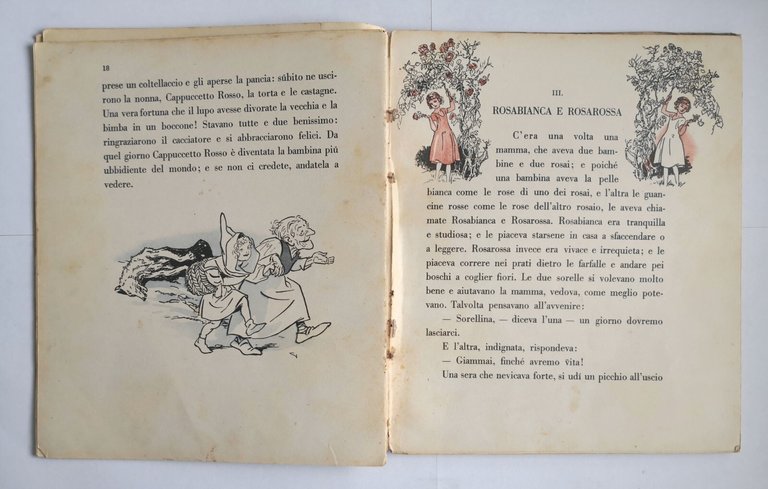 18
prese un coltellaccio e gli aperse la pancia: súbito ne usci-
rono la nonna, Cappuccetto Rosso, la torta e le castagne.
Una vera fortuna che il lupo avesse divorate la vecchia e la
bimba in un boccone! Stavano tutte e due benissimo:
ringraziarono il cacciatore e si abbracciarono felici. Da
quel giorno Cappuccetto Rosso è diventata la bambina piú
ubbidiente del mondo; e se non ci credete, andatela a
vedere.
III.
ROSABIANCA E ROSAROSSA
C'era una volta una
mamma, che aveva due bam-
bine e due rosai; e poiché
una bambina aveva la pelle
bianca come le rose di uno dei rosai, e l'altra le guan-
cine rosse come le rose dell'altro rosaio, le aveva chia-
mate Rosabianca e Rosarossa. Rosabianca era tranquilla
e studiosa; e le piaceva starsene in casa a sfaccendare o
a leggere. Rosarossa invece era vivace e irrequieta; e le
piaceva correre nei prati dietro le farfalle e andare pei
boschi a coglier fiori. Le due sorelle si volevano molto
bene e aiutavano la mamma, vedova, come meglio pote-
vano. Talvolta pensavano all'avvenire:
— Sorellina, — diceva l'una — un giorno dovremo
lasciarci.
E l'altra, indignata, rispondeva:
— Giammai, finché avremo vita!
Una sera che nevicava forte, si udí un picchio all'uscio